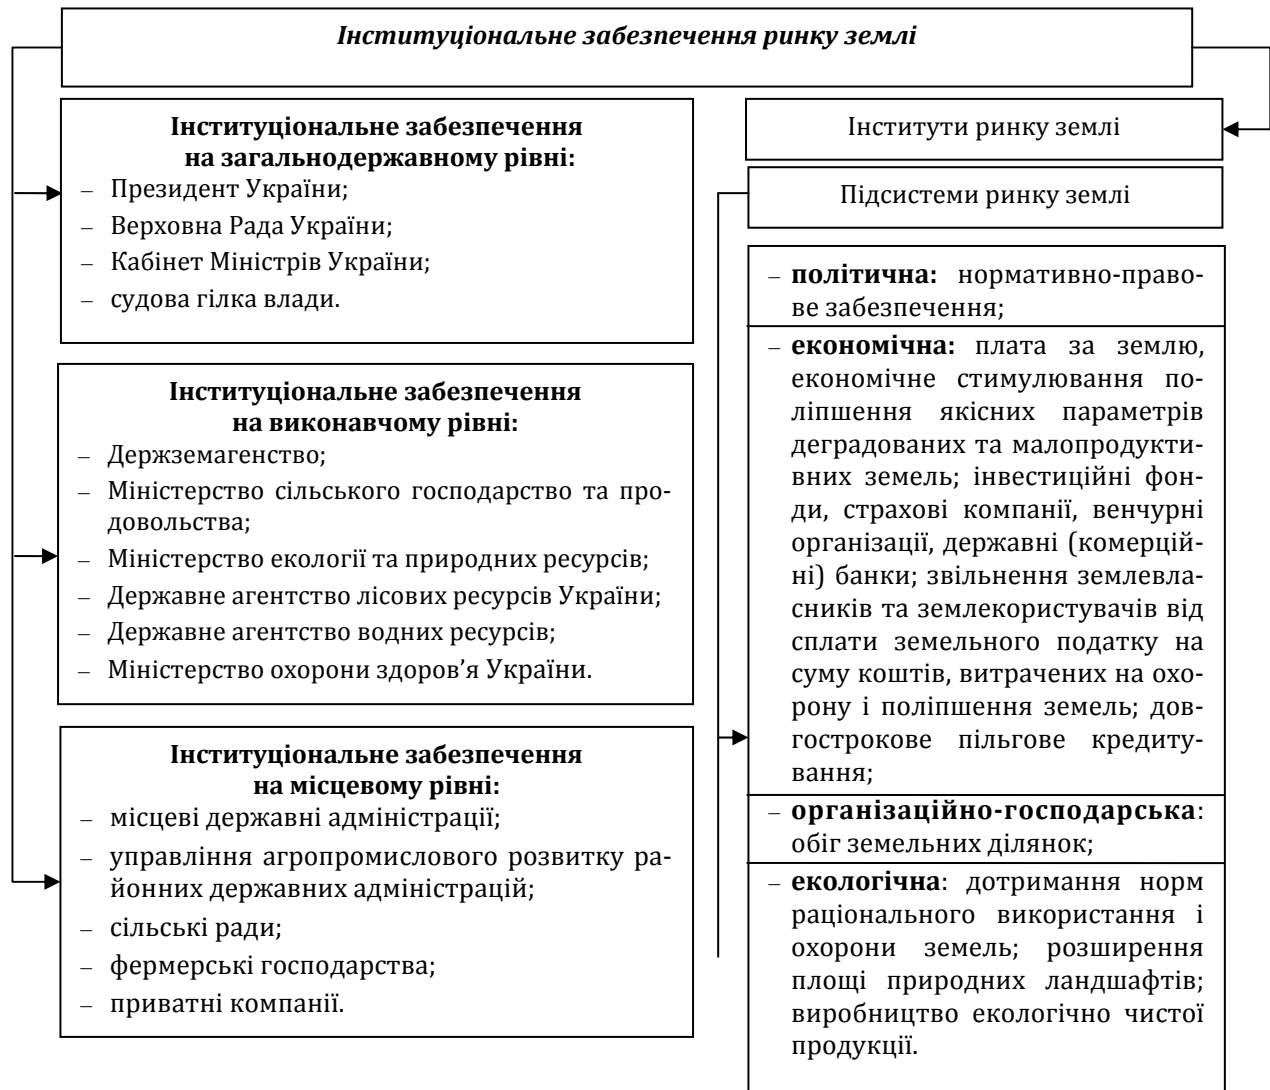 Інституціональне забезпечення ринку землі
Інституціональне забезпечення
на загальнодержавному рівні:
– Президент України;
– Верховна Рада України;
– Кабінет Міністрів України;
– судова гілка влади.
Інституціональне забезпечення
на виконавчому рівні:
– Держземагенство;
– Міністерство сільського господарство та про-
довольства;
– Міністерство екології та природних ресурсів;
– Державне агентство лісових ресурсів України;
– Державне агентство водних ресурсів;
– Міністерство охорони здоров’я України.
Інституціональне забезпечення
на місцевому рівні:
– місцеві державні адміністрації;
– управління агропромислового розвитку ра-
йонних державних адміністрацій;
– сільські ради;
– фермерські господарства;
– приватні компанії.
Інститути ринку землі
Підсистеми ринку землі
– політична: нормативно-право-
ве забезпечення;
– економічна: плата за землю,
економічне стимулювання по-
ліпшення якісних параметрів
деградованих та малопродукти-
вних земель; інвестиційні фон-
ди, страхові компанії, венчурні
організації, державні (комерцій-
ні) банки; звільнення землевла-
сників та землекористувачів від
сплати земельного податку на
суму коштів, витрачених на охо-
рону і поліпшення земель; дов-
гострокове пільгове кредиту-
вання;
– організаційно-господарська:
обіг земельних ділянок;
– екологічна: дотримання норм
раціонального використання і
охорони земель; розширення
площі природних ландшафтів;
виробництво екологічно чистої
продукції.